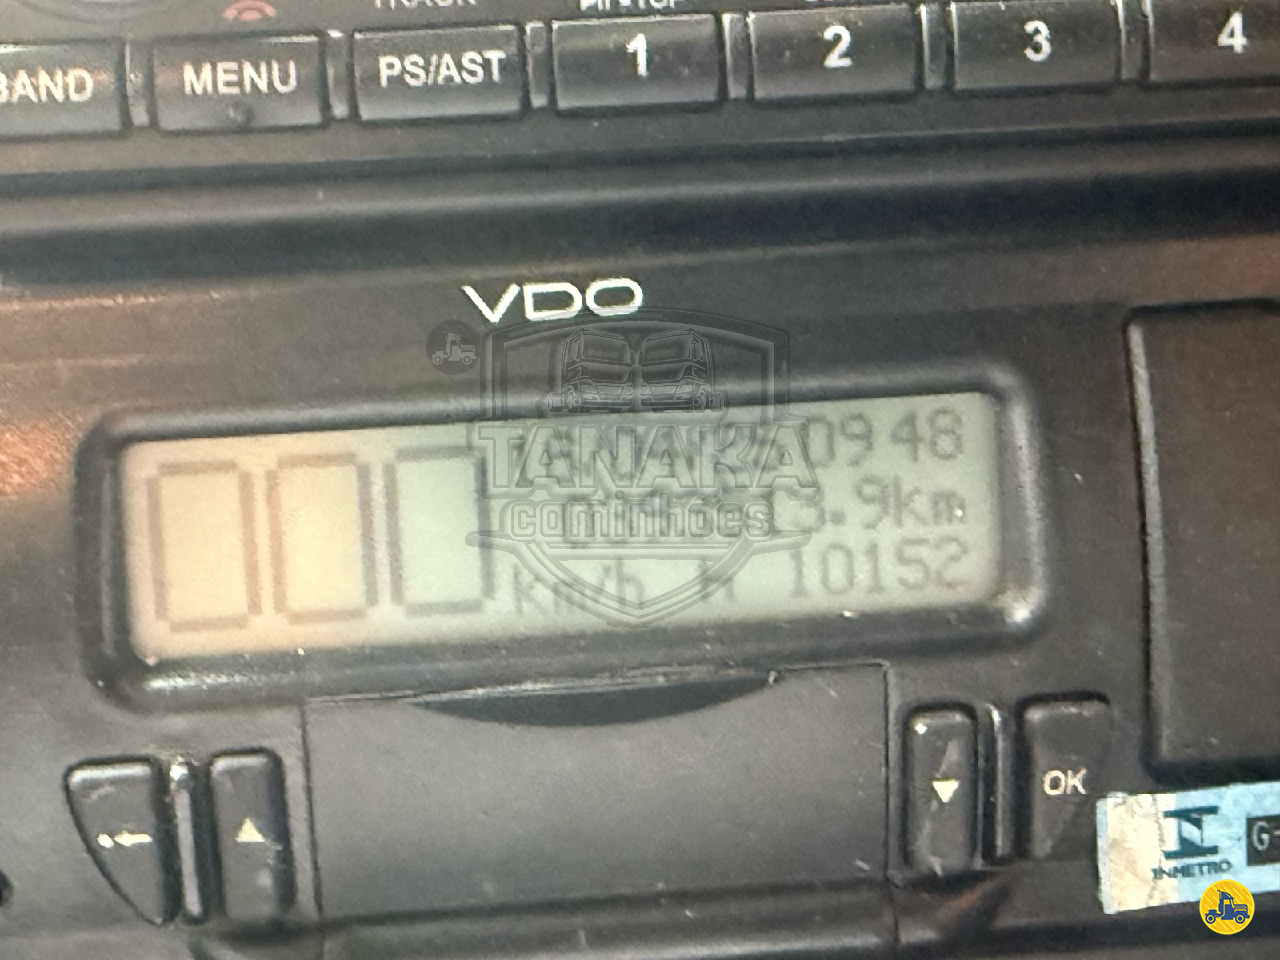 TRACK
BAND MENU PS/AST 1 2 3 4
VDO
09 48
3.9km
km/h 10152
TANAKA
caminhões
OK
INMETRO
G-